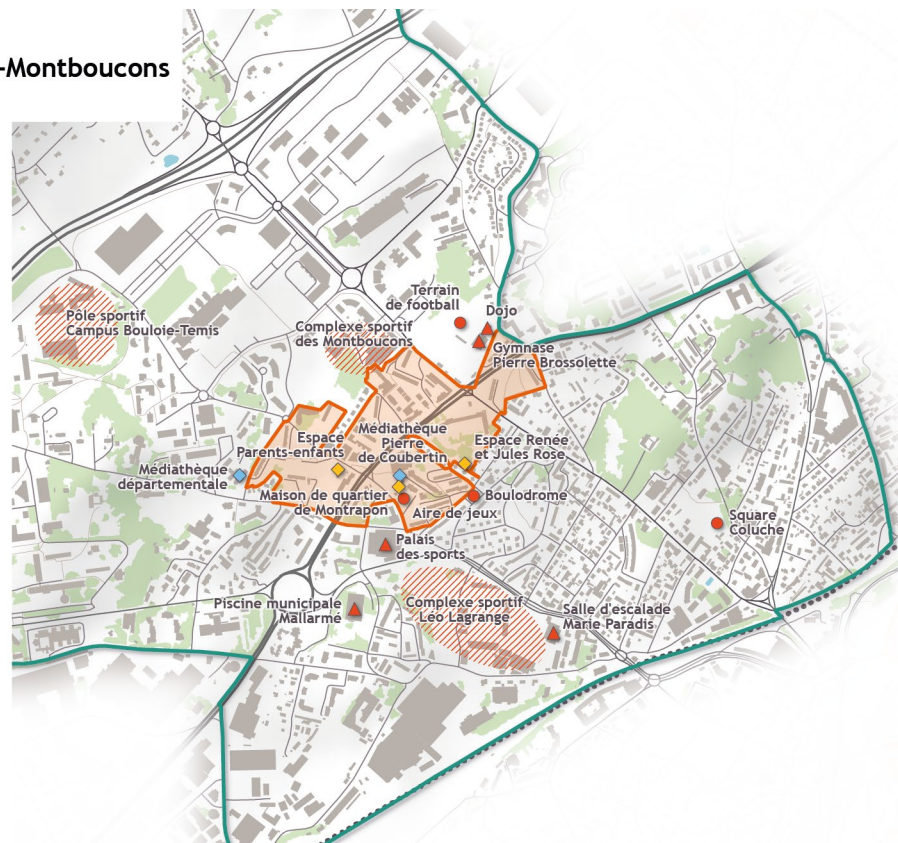 -Montboucons
Terrain
de football
Dojo
Pôle sportif
Campus Bouloie-Temis
Complexe sportif
des Montboucons
Gymnase
Pierre Brossolette
Espace
Parents-enfants
Médiathèque
Pierre
de Coubertin
Espace Renée
et Jules Rose
Médiathèque
départementale
Maison de quartier
de Montrapon
Aire de jeux
Boulodrome
Square
Coluche
Palais
des sports
Piscine municipale
Mallarmé
Complexe sportif
Léo Lagrange
Salle d'escalade
Marie Paradis